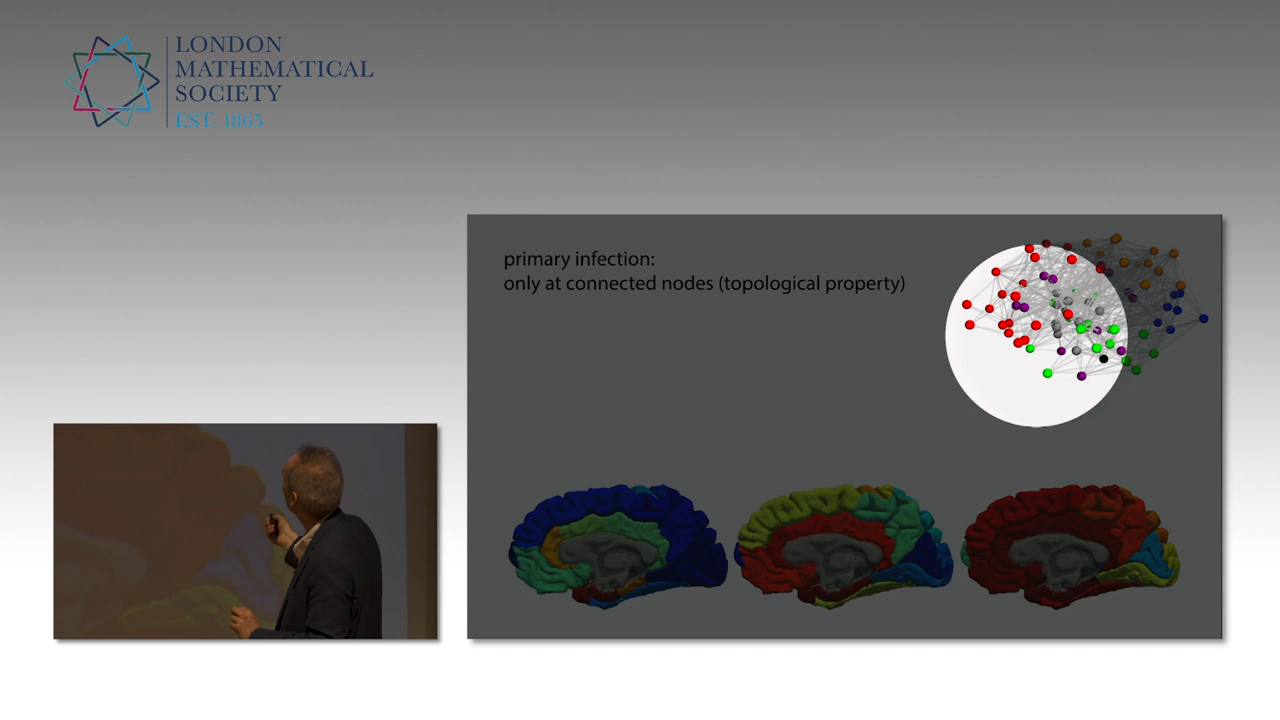 LONDON
MATHEMATICAL
SOCIETY
EST. 1865
primary infection:
only at connected nodes (topological property)